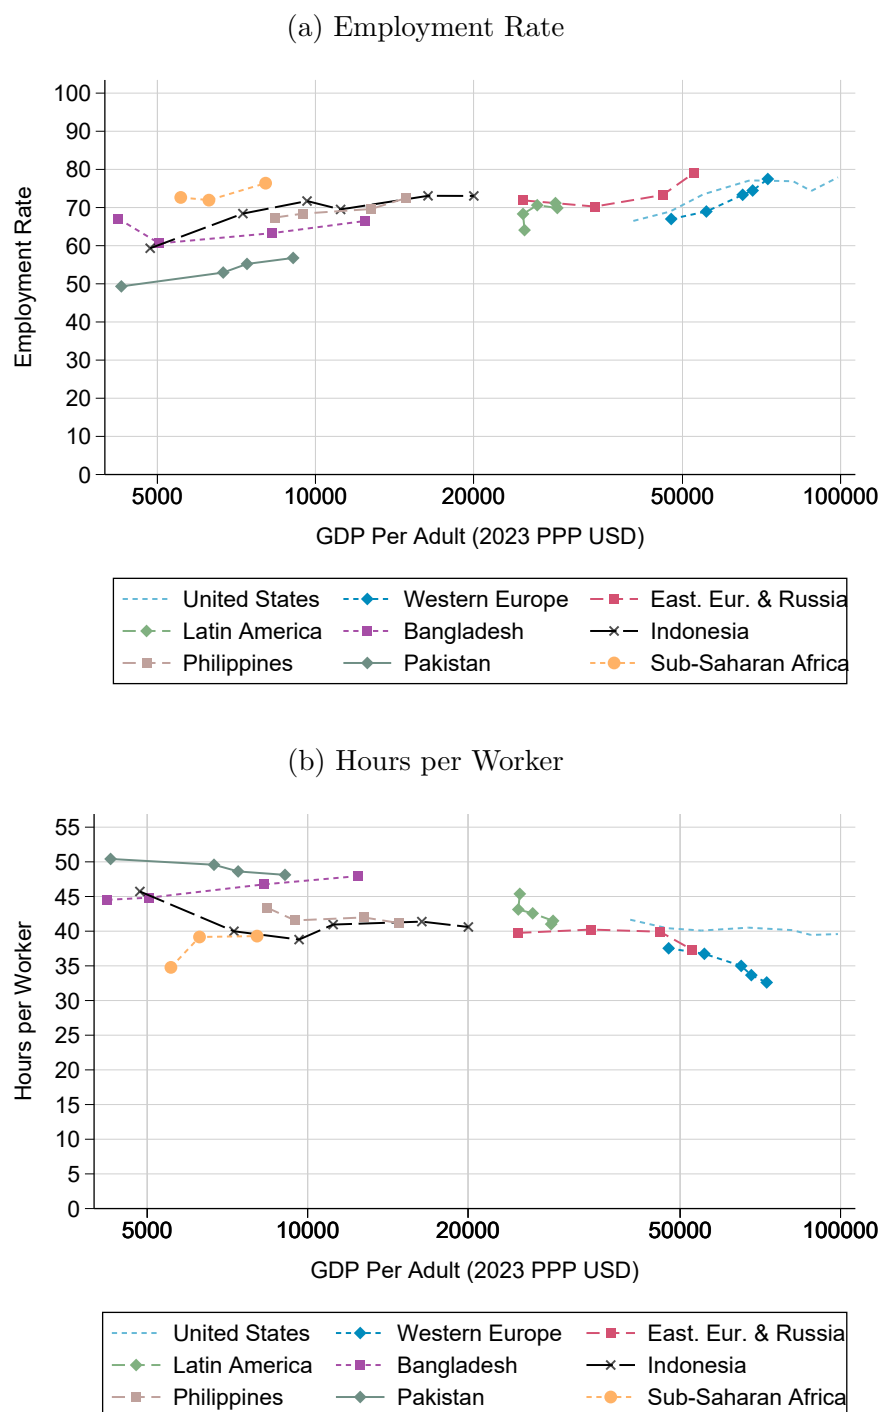 (a) Employment Rate
100
90
80
70
60
50
40
30
20
10
0
Employment Rate
5000 10000 20000 50000 100000
GDP Per Adult (2023 PPP USD)
United States Western Europe East. Eur. & Russia
Latin America Bangladesh Indonesia
Philippines Pakistan Sub-Saharan Africa
(b) Hours per Worker
55
50
45
40
35
30
25
20
15
10
5
0
Hours per Worker
5000 10000 20000 50000 100000
GDP Per Adult (2023 PPP USD)
United States Western Europe East. Eur. & Russia
Latin America Bangladesh Indonesia
Philippines Pakistan Sub-Saharan Africa